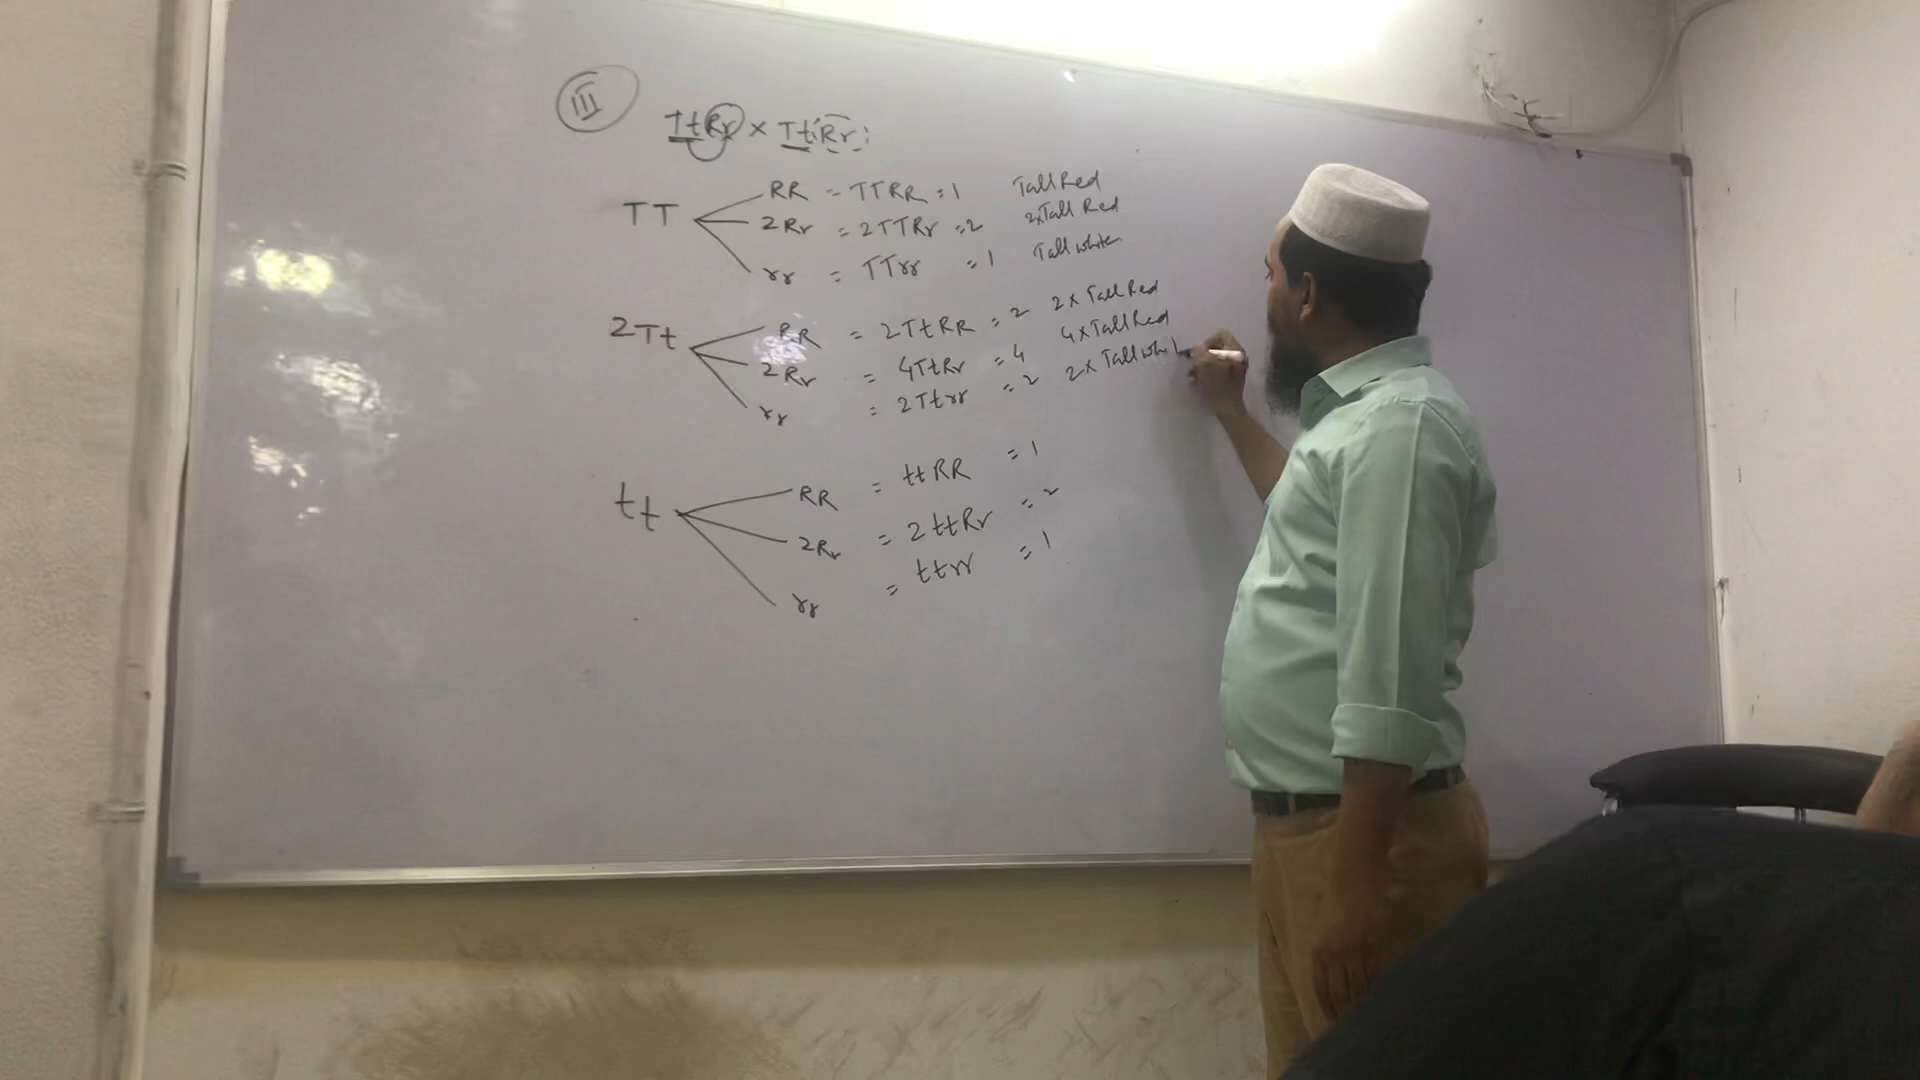 III
TtRr × TtRr:
TT RR = TTRR = 1 Tall Red
2Rr = 2TTRr = 2 2xTall Red
rr = TTrr = 1 Tall white
2Tt RR = 2TtRR = 2 2x Tall Red
2Rr = 4TtRr = 4 4xTall Red
rr = 2Ttrr = 2 2x Tall whi
tt RR = ttRR = 1
2Rr = 2ttRr = 2
rr = ttrr = 1